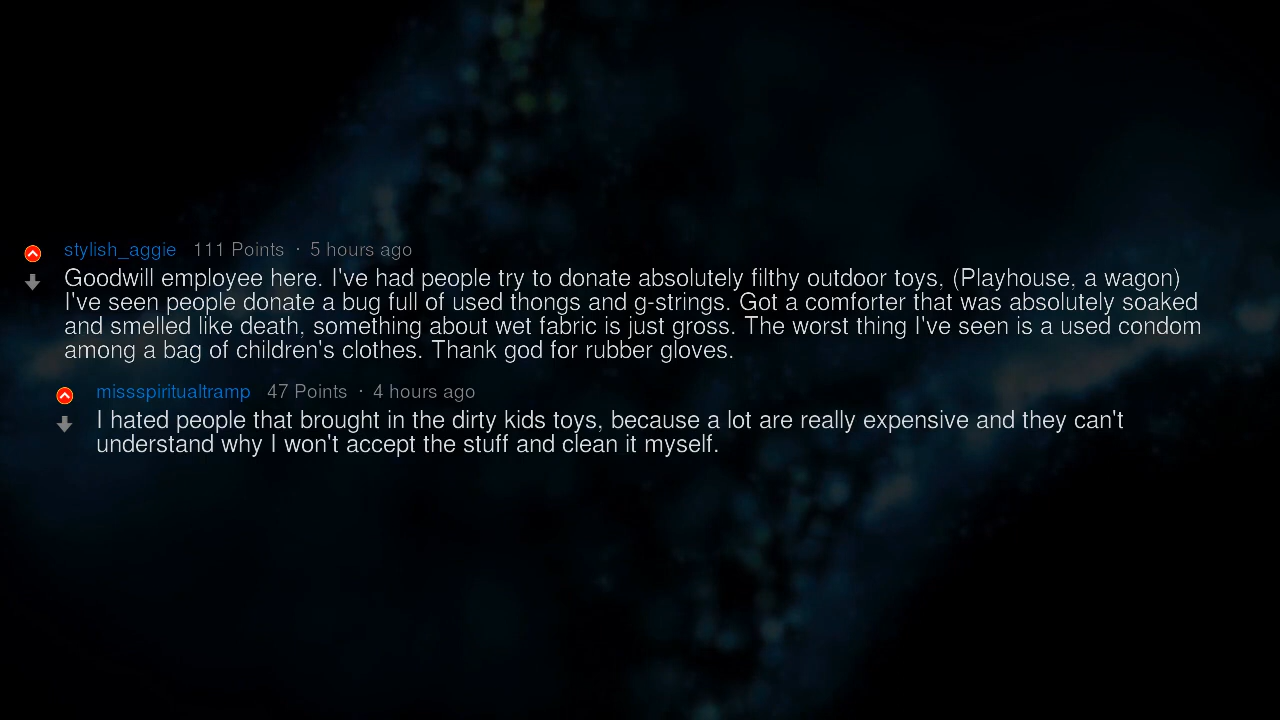 stylish_aggie 111 Points · 5 hours ago
Goodwill employee here. I've had people try to donate absolutely filthy outdoor toys, (Playhouse, a wagon)
I've seen people donate a bug full of used thongs and g-strings. Got a comforter that was absolutely soaked
and smelled like death, something about wet fabric is just gross. The worst thing I've seen is a used condom
among a bag of children's clothes. Thank god for rubber gloves.
missspiritualtramp 47 Points · 4 hours ago
I hated people that brought in the dirty kids toys, because a lot are really expensive and they can't
understand why I won't accept the stuff and clean it myself.